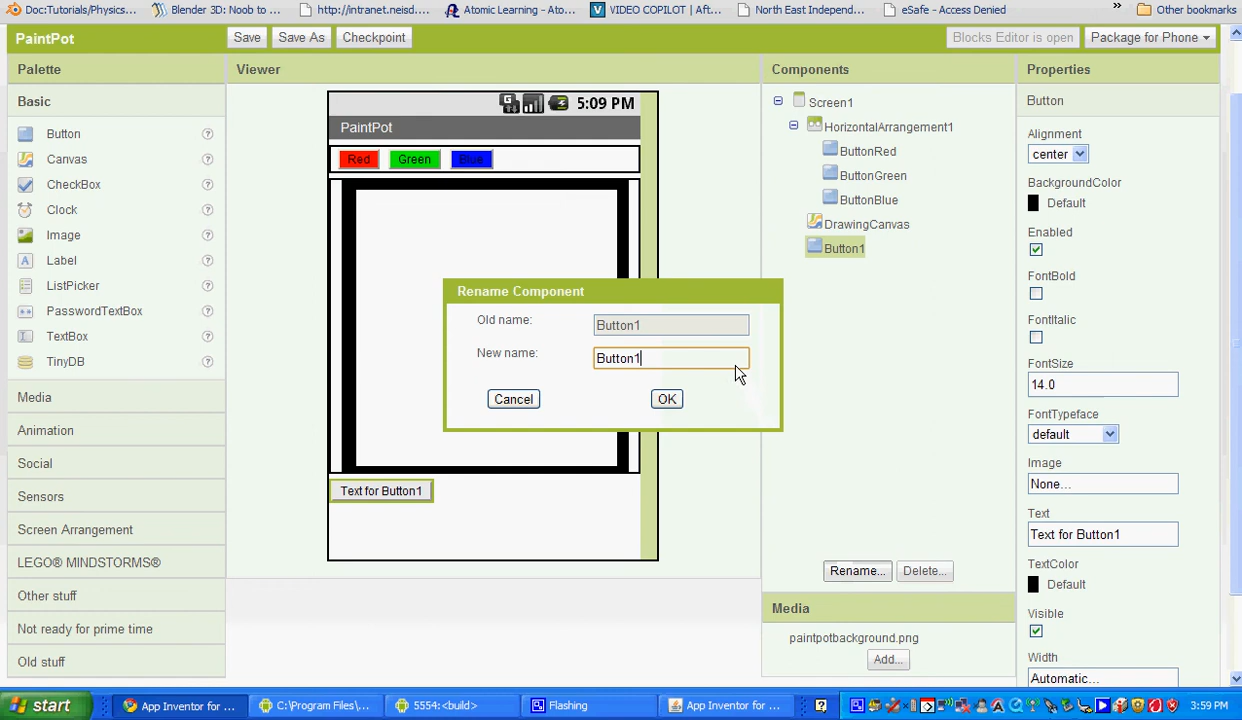 Doc:Tutorials/Physics... Blender 3D: Noob to ... http://intranet.neisd.... Atomic Learning - Ato... VIDEO COPILOT | Aft... North East Independ... eSafe - Access Denied » Other bookmarks
PaintPot Save Save As Checkpoint Blocks Editor is open Package for Phone
Palette
Basic
Button ?
Canvas ?
CheckBox ?
Clock ?
Image ?
Label ?
ListPicker ?
PasswordTextBox ?
TextBox ?
TinyDB ?
Media
Animation
Social
Sensors
Screen Arrangement
LEGO® MINDSTORMS®
Other stuff
Not ready for prime time
Old stuff
Viewer
5:09 PM
PaintPot
Red Green Blue
Text for Button1
Rename Component
Old name: Button1
New name: Button1
Cancel OK
Components
Screen1
HorizontalArrangement1
ButtonRed
ButtonGreen
ButtonBlue
DrawingCanvas
Button1
Rename... Delete...
Media
paintpotbackground.png
Add...
Properties
Button
Alignment
center
BackgroundColor
Default
Enabled
FontBold
FontItalic
FontSize
14.0
FontTypeface
default
Image
None...
Text
Text for Button1
TextColor
Default
Visible
Width
Automatic...
start App Inventor for ... C:\Program Files\... 5554:<build> Flashing App Inventor for ... 3:59 PM